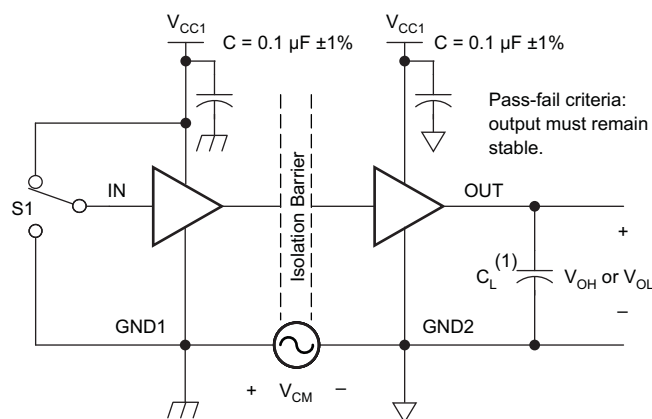 VCC1
C = 0.1 µF ±1%
VCC1
C = 0.1 µF ±1%
Pass-fail criteria:
output must remain
stable.
IN
Isolation Barrier
OUT
S1
+
CL(1)
VOH or VOL
–
GND1
GND2
+ VCM –